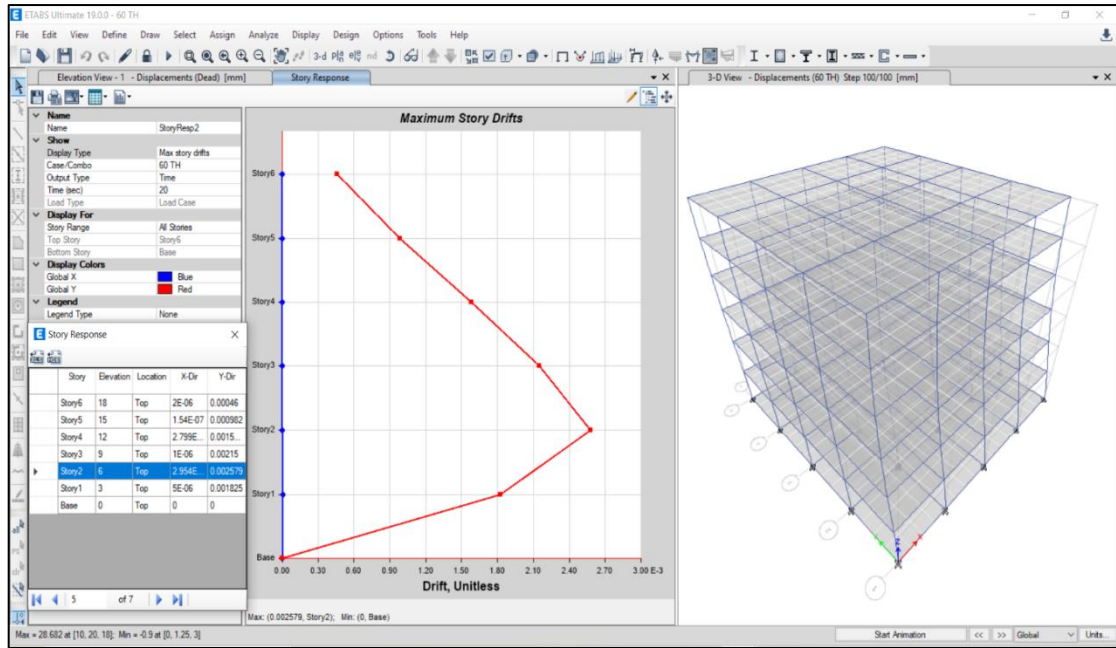 ETABS Ultimate 19.0.0 - 60 TH
File Edit View Define Draw Select Assign Analyze Display Design Options Tools Help
3-d
nd
Elevation View - 1 - Displacements (Dead) [mm]
Story Response
3-D View - Displacements (60 TH) Step 100/100 [mm]
Name
Name StoryResp2
Show
Display Type Max story drifts
Case/Combo 60 TH
Output Type Time
Time (sec) 20
Load Type Load Case
Display For
Story Range All Stories
Top Story Story6
Bottom Story Base
Display Colors
Global X Blue
Global Y Red
Legend
Legend Type None
Story Response
Story Elevation Location X-Dir Y-Dir
Story6 18 Top 2E-06 0.00046
Story5 15 Top 1.54E-07 0.000982
Story4 12 Top 2.799E... 0.0015...
Story3 9 Top 1E-06 0.00215
Story2 6 Top 2.954E... 0.002579
Story1 3 Top 5E-06 0.001825
Base 0 Top 0 0
5 of 7
Maximum Story Drifts
Story6
Story5
Story4
Story3
Story2
Story1
Base
0.00 0.30 0.60 0.90 1.20 1.50 1.80 2.10 2.40 2.70 3.00 E-3
Drift, Unitless
Max: (0.002579, Story2); Min: (0, Base)
Max = 28.682 at [10, 20, 18]; Min = -0.9 at [0, 1.25, 3]
Start Animation << >> Global Units...